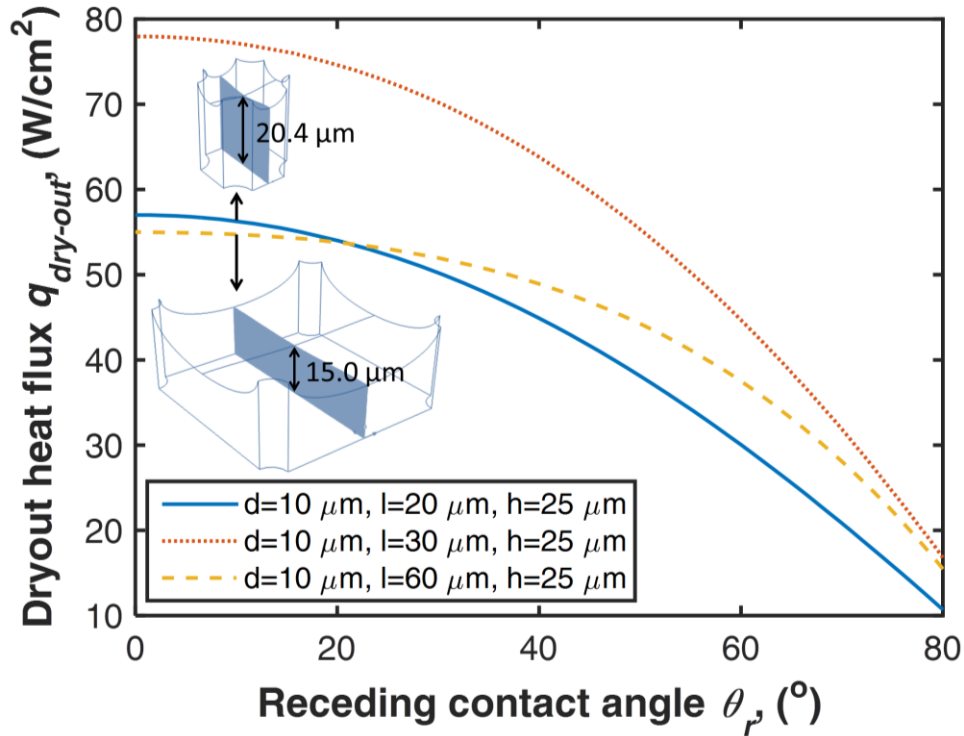 Dryout heat flux q_dry-out, (W/cm²)
80
70
60
50
40
30
20
10
20.4 μm
15.0 μm
d=10 μm, l=20 μm, h=25 μm
d=10 μm, l=30 μm, h=25 μm
d=10 μm, l=60 μm, h=25 μm
0
20
40
60
80
Receding contact angle θ_r, (°)